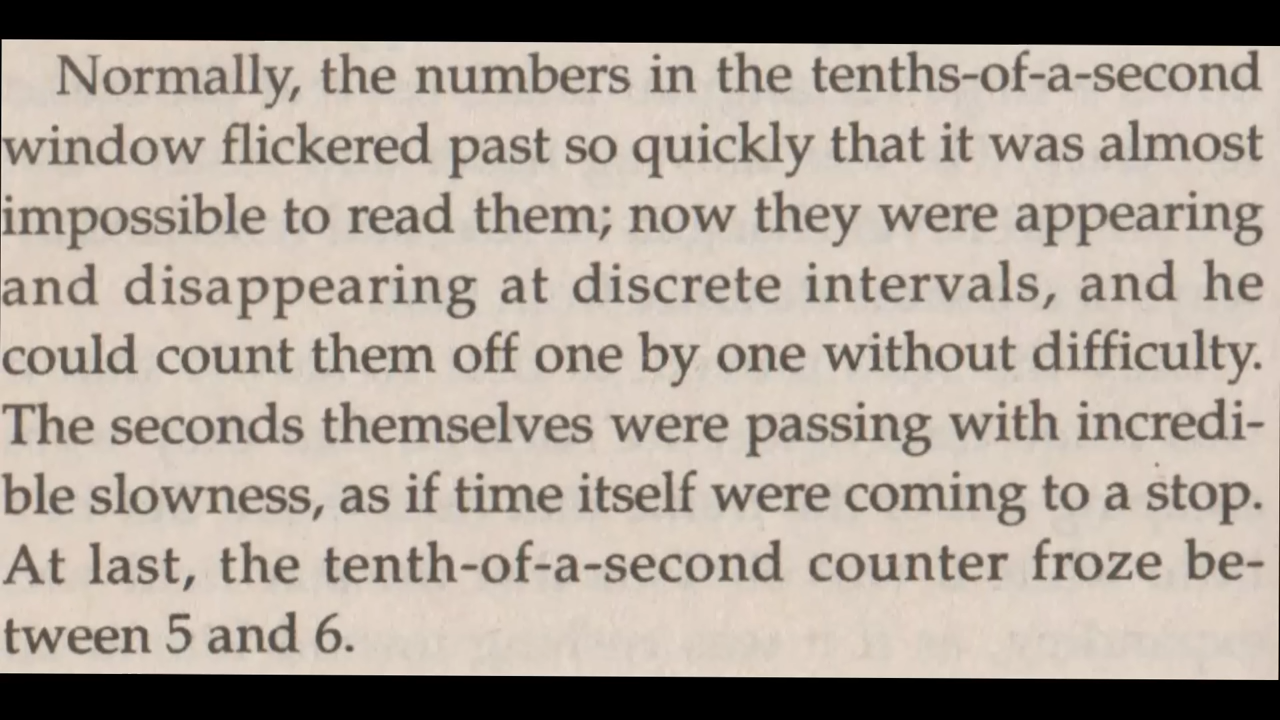 Normally, the numbers in the tenths-of-a-second
window flickered past so quickly that it was almost
impossible to read them; now they were appearing
and disappearing at discrete intervals, and he
could count them off one by one without difficulty.
The seconds themselves were passing with incredi-
ble slowness, as if time itself were coming to a stop.
At last, the tenth-of-a-second counter froze be-
tween 5 and 6.